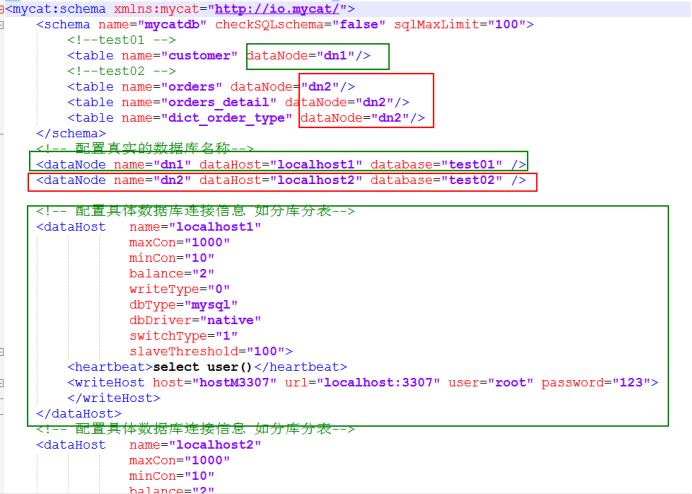 <mycat:schema xmlns:mycat="http://io.mycat/">
<schema name="mycatdb" checkSQLschema="false" sqlMaxLimit="100">
<!--test01 -->
<table name="customer" dataNode="dn1"/>
<!--test02 -->
<table name="orders" dataNode="dn2"/>
<table name="orders_detail" dataNode="dn2"/>
<table name="dict_order_type" dataNode="dn2"/>
</schema>
<!-- 配置真实的数据库名称-->
<dataNode name="dn1" dataHost="localhost1" database="test01" />
<dataNode name="dn2" dataHost="localhost2" database="test02" />
<!-- 配置具体数据库连接信息 如分库分表-->
<dataHost name="localhost1"
maxCon="1000"
minCon="10"
balance="2"
writeType="0"
dbType="mysql"
dbDriver="native"
switchType="1"
slaveThreshold="100">
<heartbeat>select user()</heartbeat>
<writeHost host="hostM3307" url="localhost:3307" user="root" password="123">
</writeHost>
</dataHost>
<!-- 配置具体数据库连接信息 如分库分表-->
<dataHost name="localhost2"
maxCon="1000"
minCon="10"
balance="2"